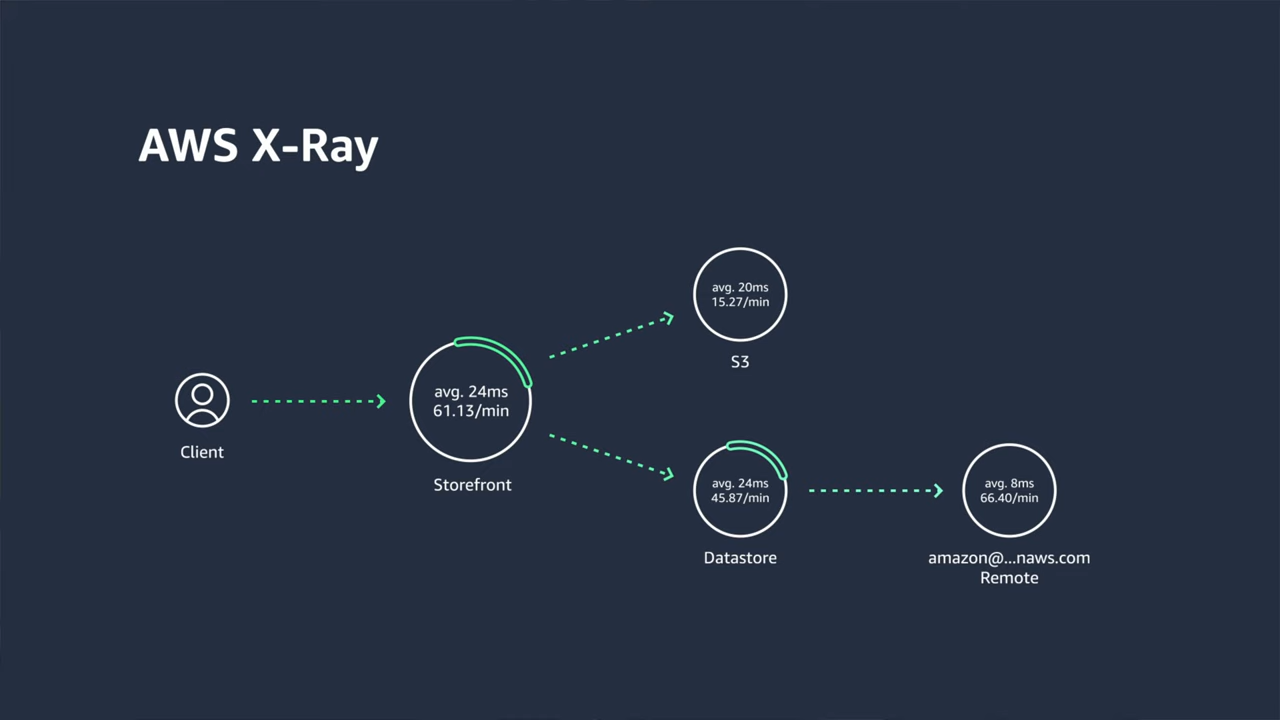 AWS X-Ray
avg. 20ms
15.27/min
S3
avg. 24ms
61.13/min
Client
Storefront
avg. 24ms
45.87/min
Datastore
avg. 8ms
66.40/min
amazon@...naws.com
Remote